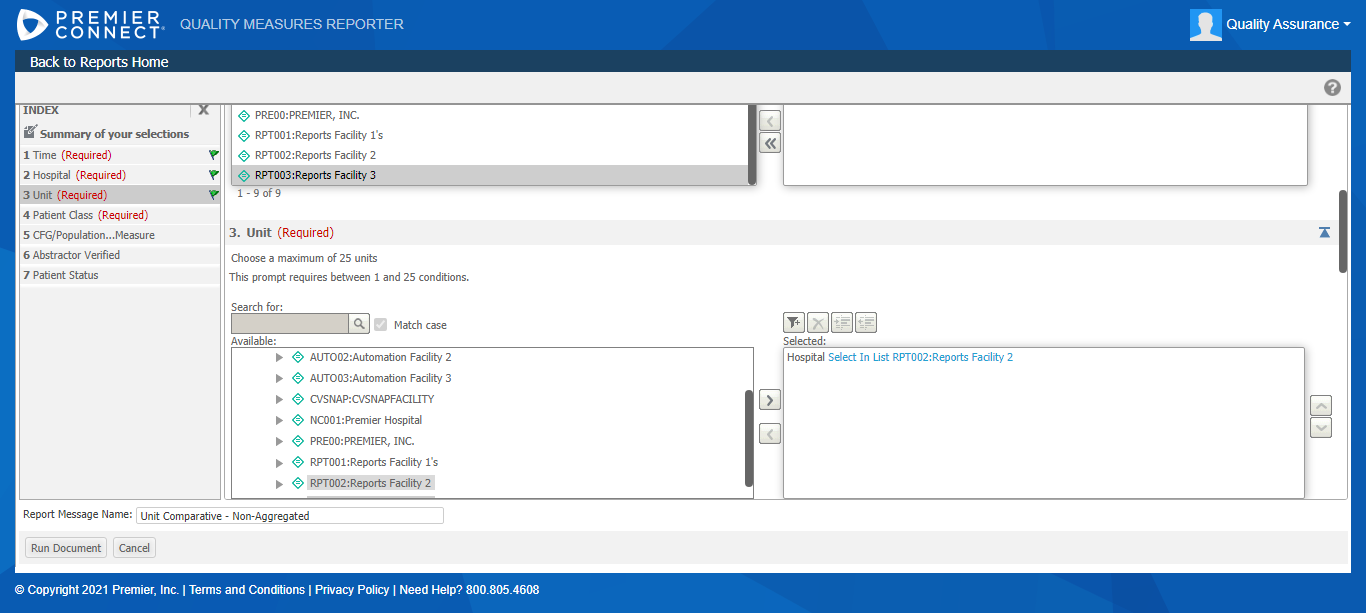 PREMIER
CONNECT
QUALITY MEASURES REPORTER
Quality Assurance
Back to Reports Home
?
INDEX
X
Summary of your selections
1 Time (Required)
2 Hospital (Required)
3 Unit (Required)
4 Patient Class (Required)
5 CFG/Population...Measure
6 Abstractor Verified
7 Patient Status
PRE00:PREMIER, INC.
RPT001:Reports Facility 1's
RPT002:Reports Facility 2
RPT003:Reports Facility 3
1 - 9 of 9
3. Unit (Required)
Choose a maximum of 25 units
This prompt requires between 1 and 25 conditions.
Search for:
Match case
Available:
AUTO02:Automation Facility 2
AUTO03:Automation Facility 3
CVSNAP:CVSNAPFACILITY
NC001:Premier Hospital
PRE00:PREMIER, INC.
RPT001:Reports Facility 1's
RPT002:Reports Facility 2
Selected:
Hospital Select In List RPT002:Reports Facility 2
Report Message Name: Unit Comparative - Non-Aggregated
Run Document Cancel
© Copyright 2021 Premier, Inc. | Terms and Conditions | Privacy Policy | Need Help? 800.805.4608